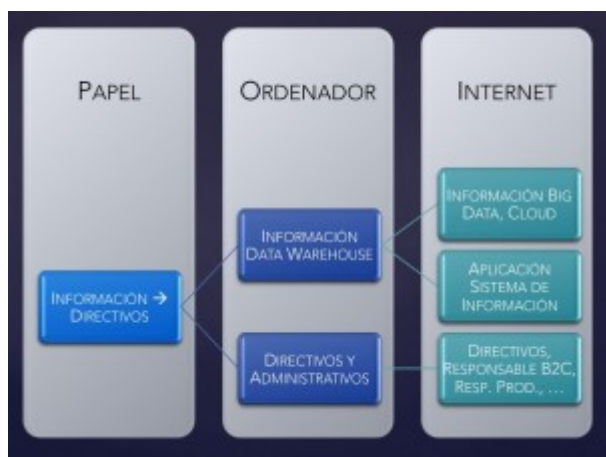 PAPEL
ORDENADOR
INTERNET
INFORMACIÓN →
DIRECTIVOS
INFORMACIÓN
DATA WAREHOUSE
DIRECTIVOS Y
ADMINISTRATIVOS
INFORMACIÓN BIG
DATA, CLOUD
APLICACIÓN
SISTEMA DE
INFORMACIÓN
DIRECTIVOS,
RESPONSABLE B2C,
RESP. PROD., ...